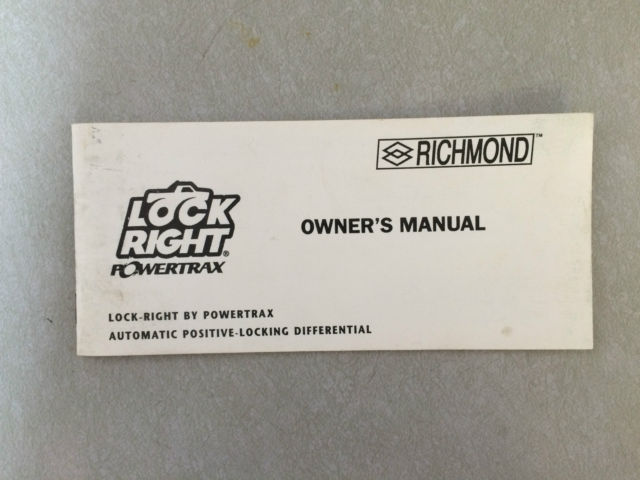 RICHMOND™
LOCK
RIGHT®
POWERTRAX
OWNER'S MANUAL
LOCK-RIGHT BY POWERTRAX
AUTOMATIC POSITIVE-LOCKING DIFFERENTIAL